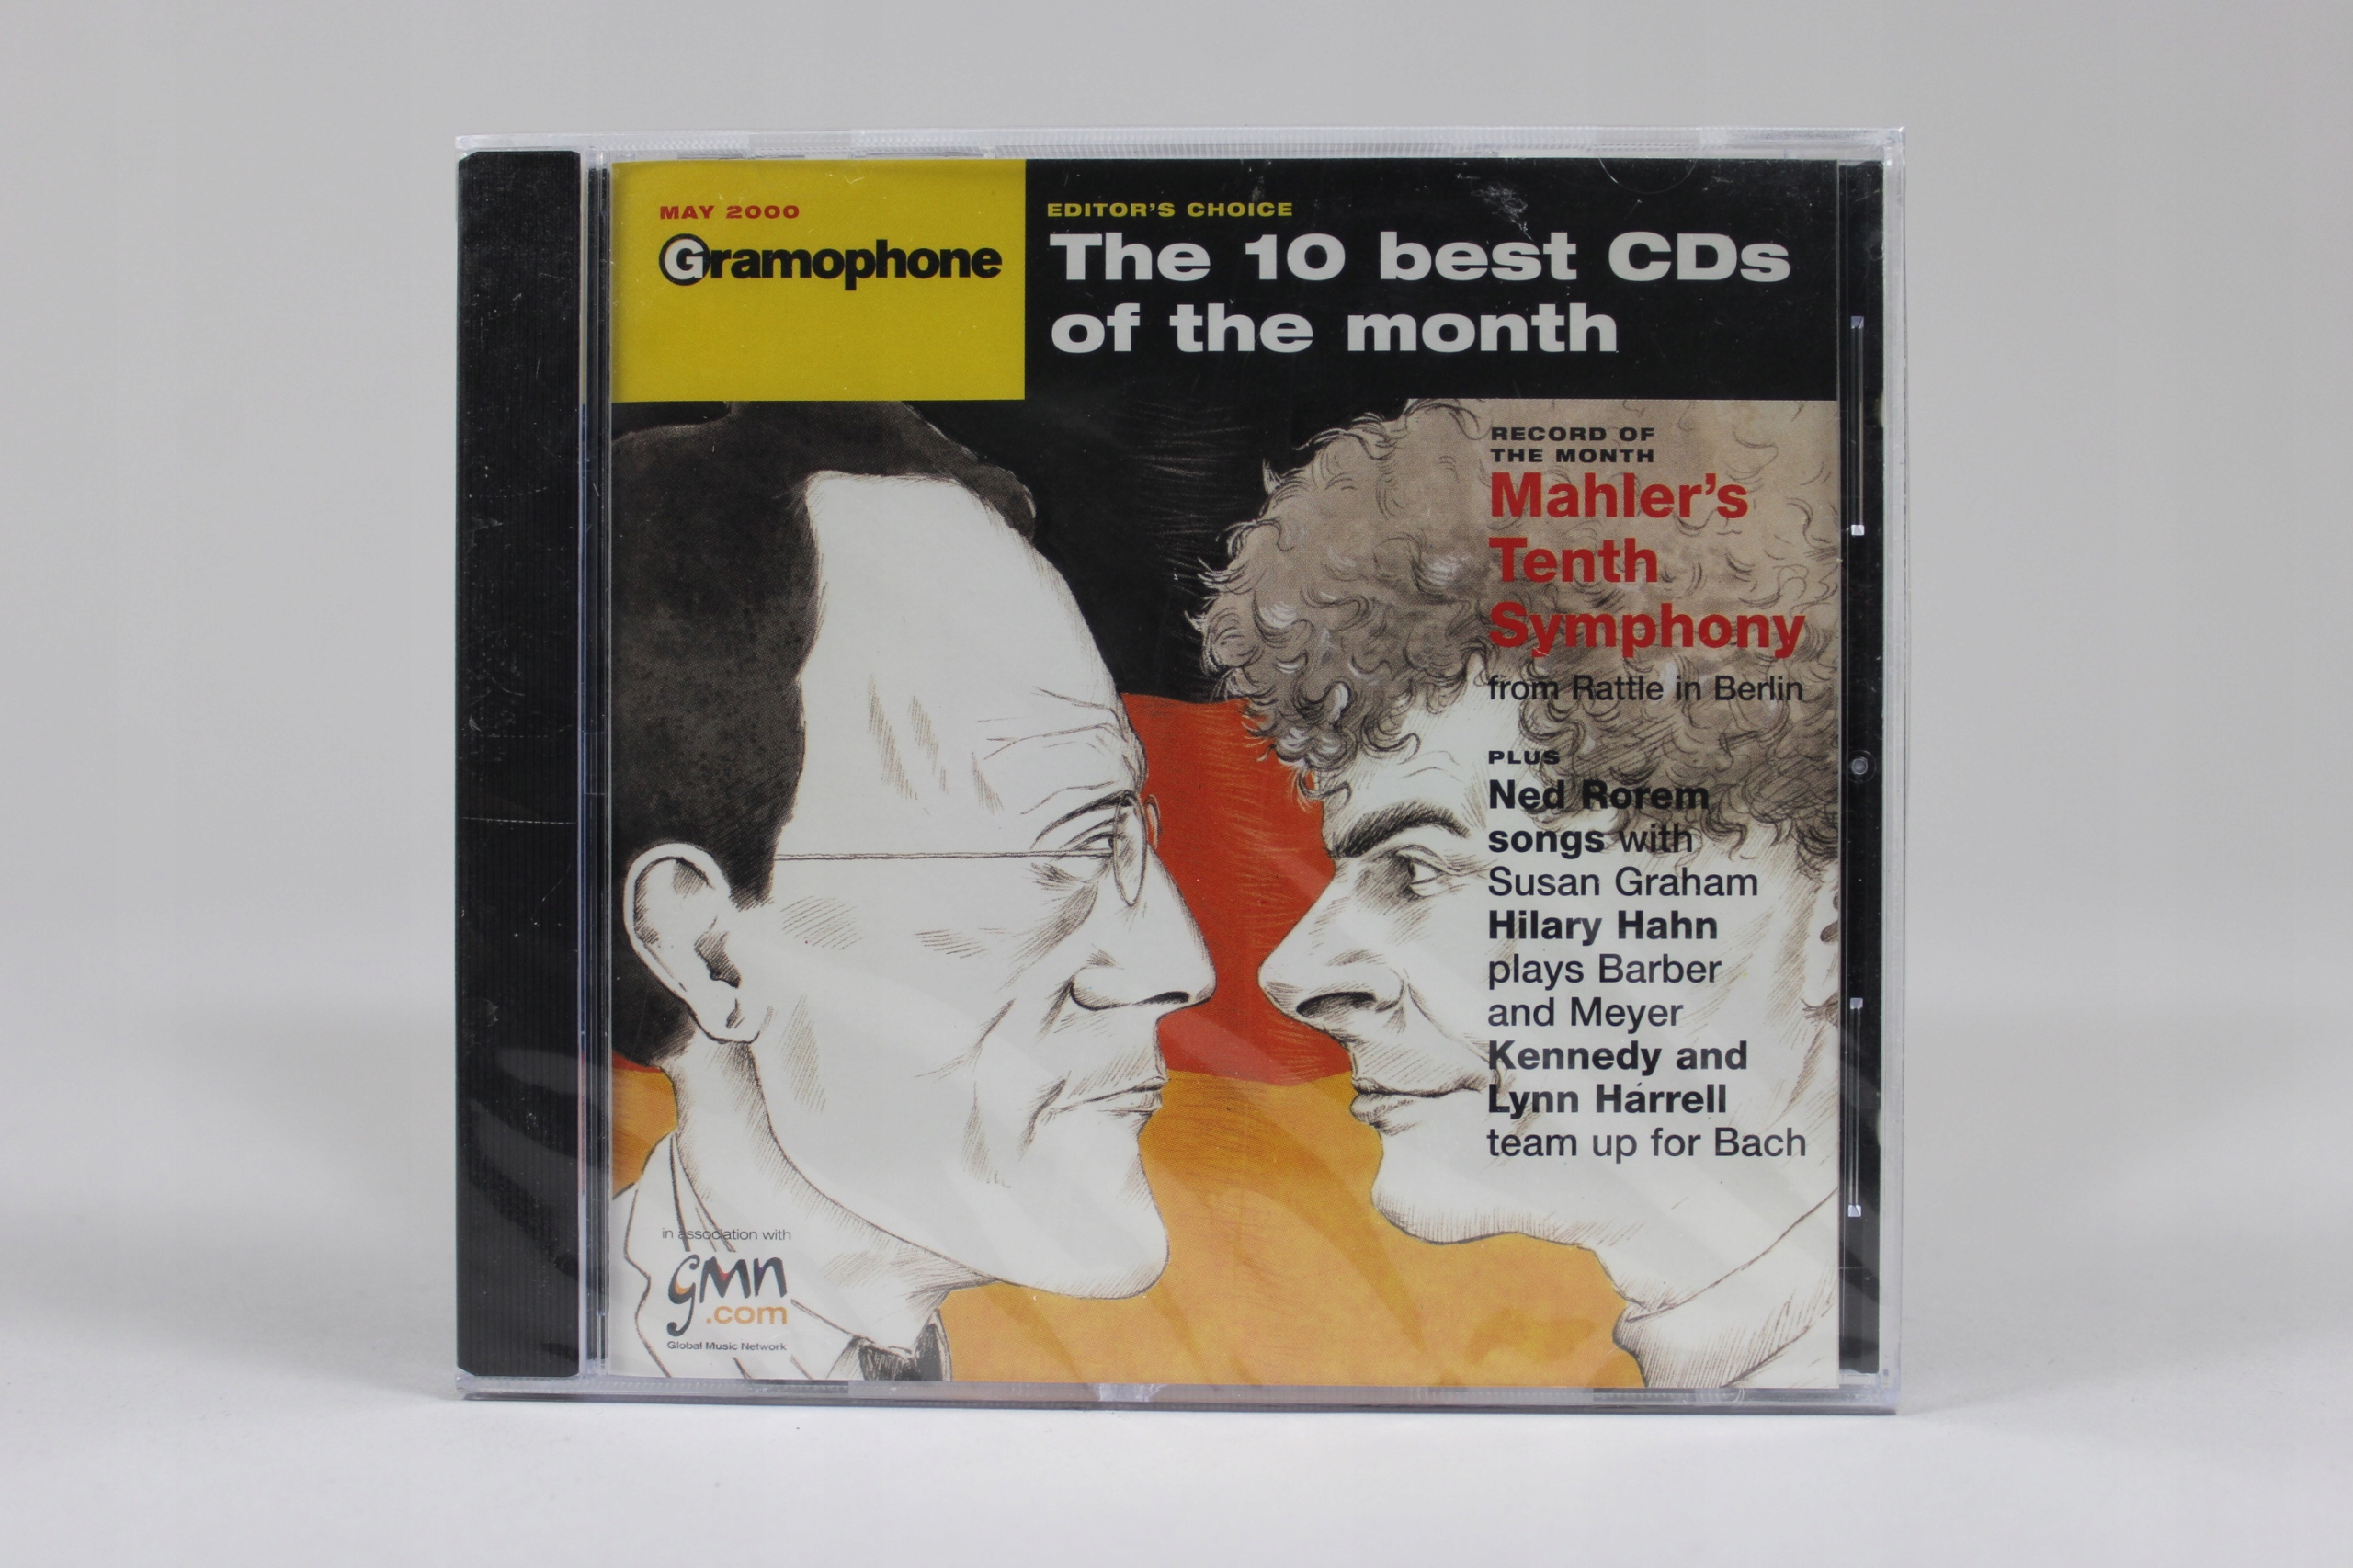 MAY 2000
Gramophone
EDITOR'S CHOICE
The 10 best CDs
of the month
RECORD OF
THE MONTH
Mahler's
Tenth
Symphony
from Rattle in Berlin
PLUS
Ned Rorem
songs with
Susan Graham
Hilary Hahn
plays Barber
and Meyer
Kennedy and
Lynn Harrell
team up for Bach
in association with
gmn
.com
Global Music Network